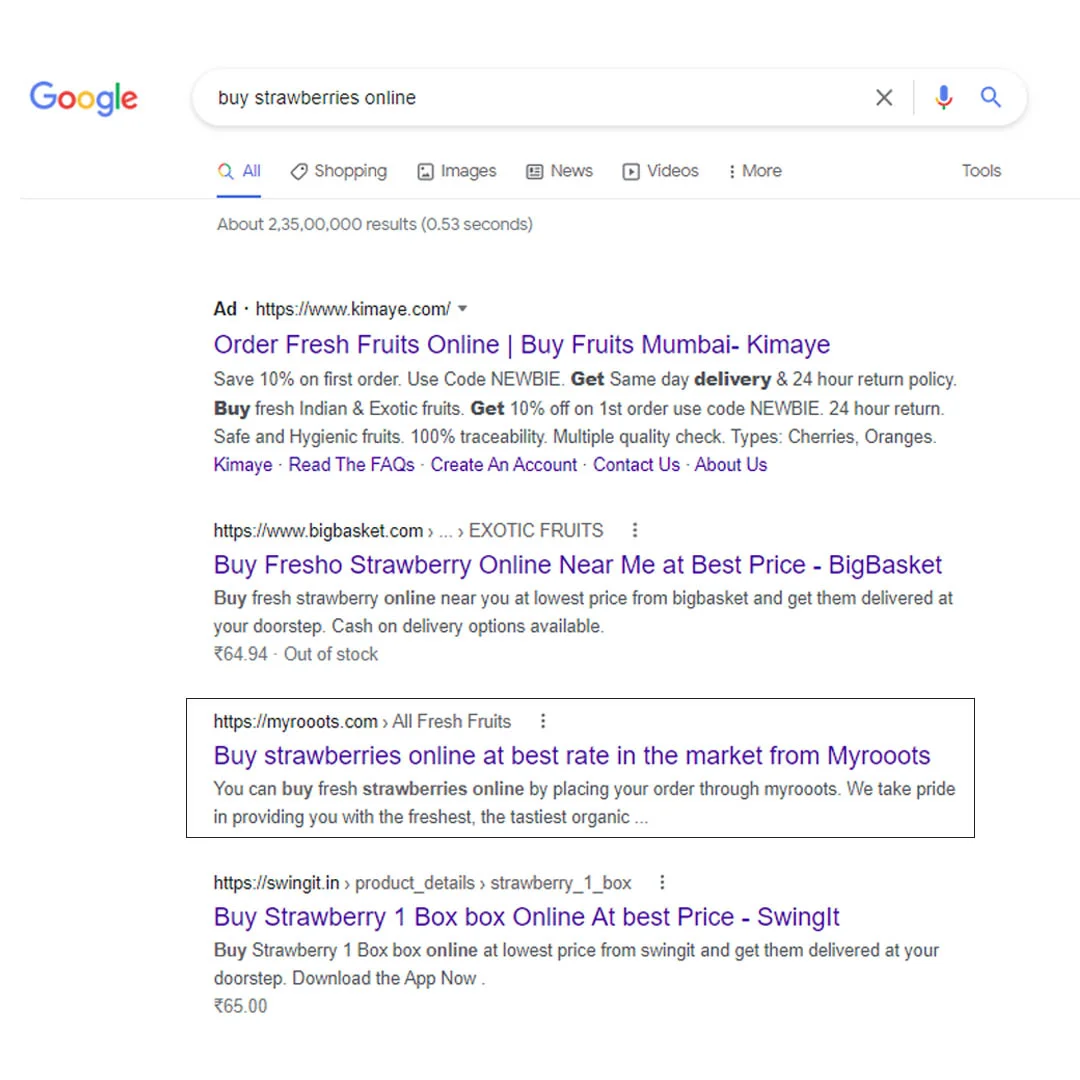 Google
buy strawberries online
All Shopping Images News Videos More Tools
About 2,35,00,000 results (0.53 seconds)
Ad · https://www.kimaye.com/
Order Fresh Fruits Online | Buy Fruits Mumbai- Kimaye
Save 10% on first order. Use Code NEWBIE. Get Same day delivery & 24 hour return policy.
Buy fresh Indian & Exotic fruits. Get 10% off on 1st order use code NEWBIE. 24 hour return.
Safe and Hygienic fruits. 100% traceability. Multiple quality check. Types: Cherries, Oranges.
Kimaye · Read The FAQs · Create An Account · Contact Us · About Us
https://www.bigbasket.com › ... › EXOTIC FRUITS
Buy Fresho Strawberry Online Near Me at Best Price - BigBasket
Buy fresh strawberry online near you at lowest price from bigbasket and get them delivered at
your doorstep. Cash on delivery options available.
₹64.94 · Out of stock
https://myrooots.com › All Fresh Fruits
Buy strawberries online at best rate in the market from Myrooots
You can buy fresh strawberries online by placing your order through myrooots. We take pride
in providing you with the freshest, the tastiest organic ...
https://swingit.in › product_details › strawberry_1_box
Buy Strawberry 1 Box box Online At best Price - SwingIt
Buy Strawberry 1 Box box online at lowest price from swingit and get them delivered at your
doorstep. Download the App Now .
₹65.00